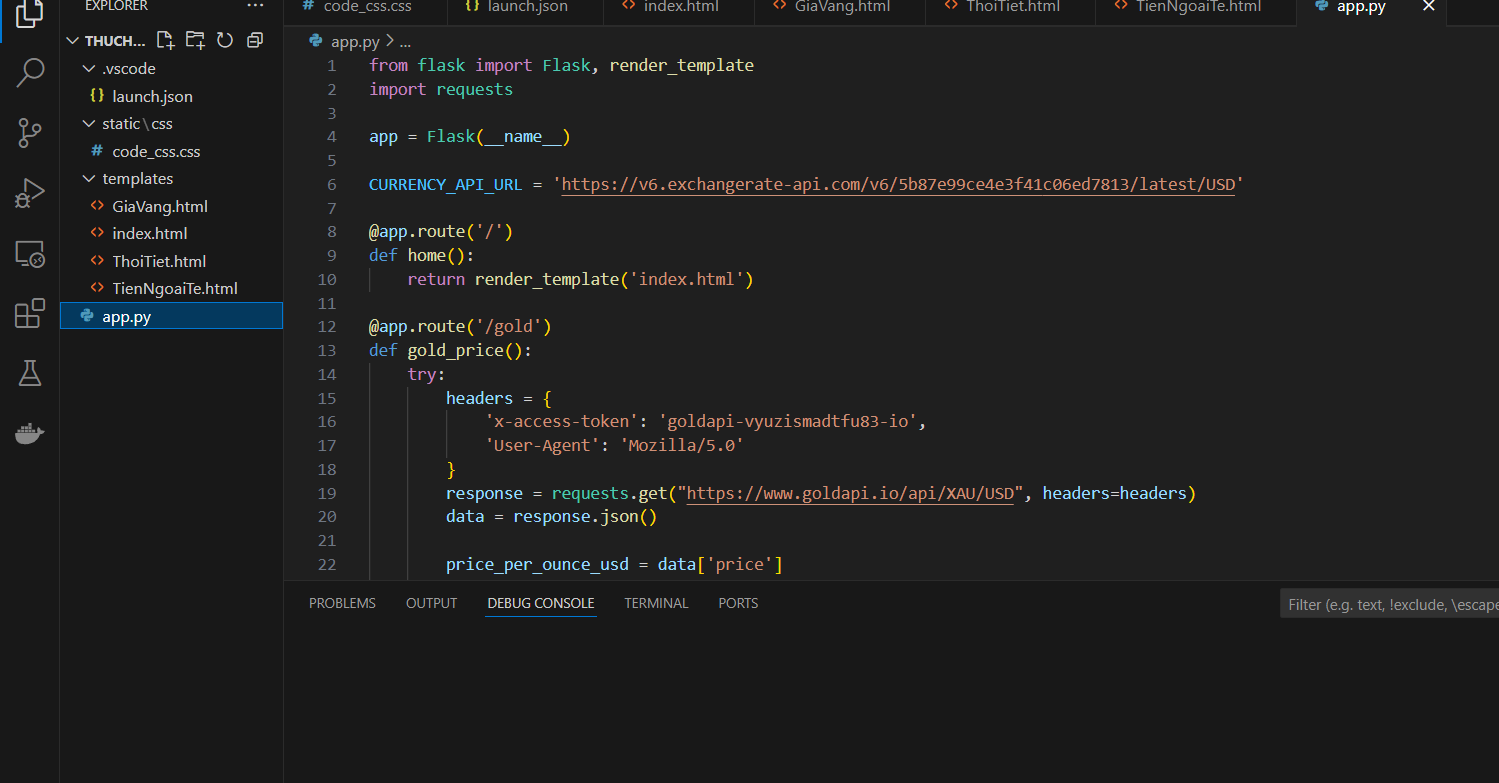 EXPLORER
code_css.css
launch.json
index.html
GiaVang.html
ThoiTiet.html
TienNgoaiTe.html
app.py
THUCH...
.vscode
launch.json
static\css
code_css.css
templates
GiaVang.html
index.html
ThoiTiet.html
TienNgoaiTe.html
app.py
app.py > ...
1 from flask import Flask, render_template
2 import requests
3
4 app = Flask(__name__)
5
6 CURRENCY_API_URL = 'https://v6.exchangerate-api.com/v6/5b87e99ce4e3f41c06ed7813/latest/USD'
7
8 @app.route('/')
9 def home():
10     return render_template('index.html')
11
12 @app.route('/gold')
13 def gold_price():
14     try:
15         headers = {
16             'x-access-token': 'goldapi-vyuzismadtfu83-io',
17             'User-Agent': 'Mozilla/5.0'
18         }
19         response = requests.get("https://www.goldapi.io/api/XAU/USD", headers=headers)
20         data = response.json()
21
22         price_per_ounce_usd = data['price']
PROBLEMS
OUTPUT
DEBUG CONSOLE
TERMINAL
PORTS
Filter (e.g. text, !exclude, \escape